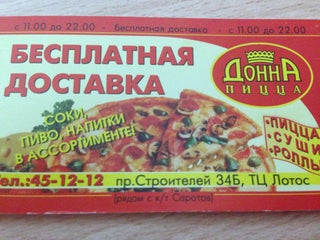 с 11.00 до 22.00 - бесплатная доставка - с 11.00 до 22.00
БЕСПЛАТНАЯ
ДОСТАВКА
ДОННА
ПИЦЦА
СОКИ,
ПИВО, НАПИТКИ
В АССОРТИМЕНТЕ!
•ПИЦЦА
•СУШИ
•РОЛЛЫ
Тел.:45-12-12 пр.Строителей 34Б, ТЦ Лотос
[рядом с к/т Саратов]